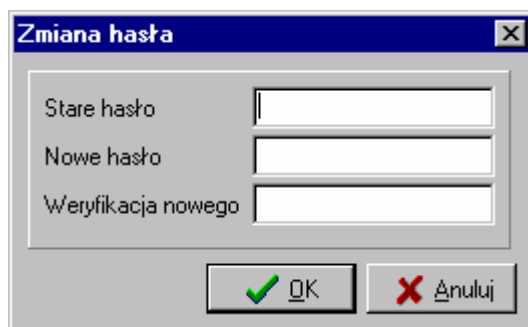 Zmiana hasła
Stare hasło
Nowe hasło
Weryfikacja nowego
OK Anuluj